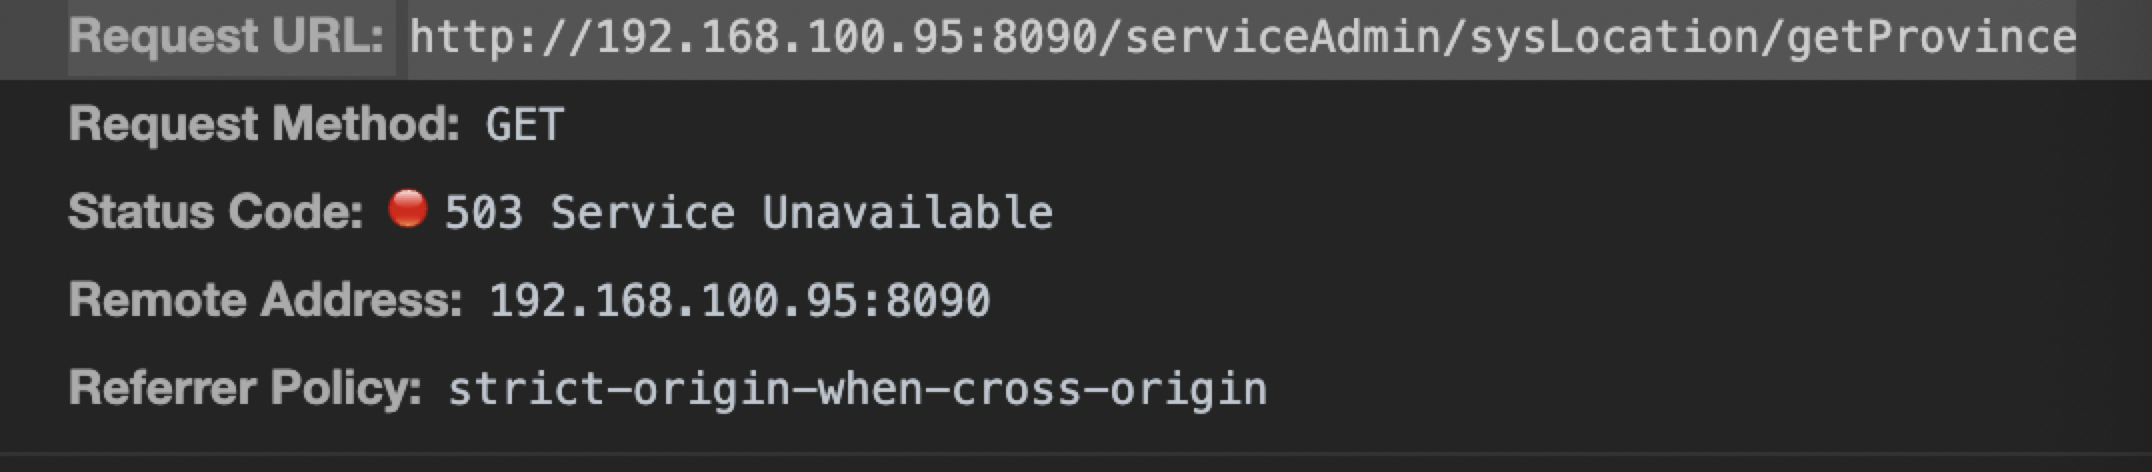 Request URL: http://192.168.100.95:8090/serviceAdmin/sysLocation/getProvince
Request Method: GET
Status Code: 503 Service Unavailable
Remote Address: 192.168.100.95:8090
Referrer Policy: strict-origin-when-cross-origin